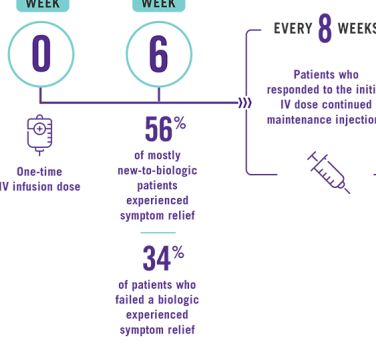 WEEK
0
One-time
IV infusion dose
WEEK
6
56%
of mostly
new-to-biologic
patients
experienced
symptom relief
34%
of patients who
failed a biologic
experienced
symptom relief
EVERY 8 WEEKS
Patients who
responded to the
IV dose continued
maintenance